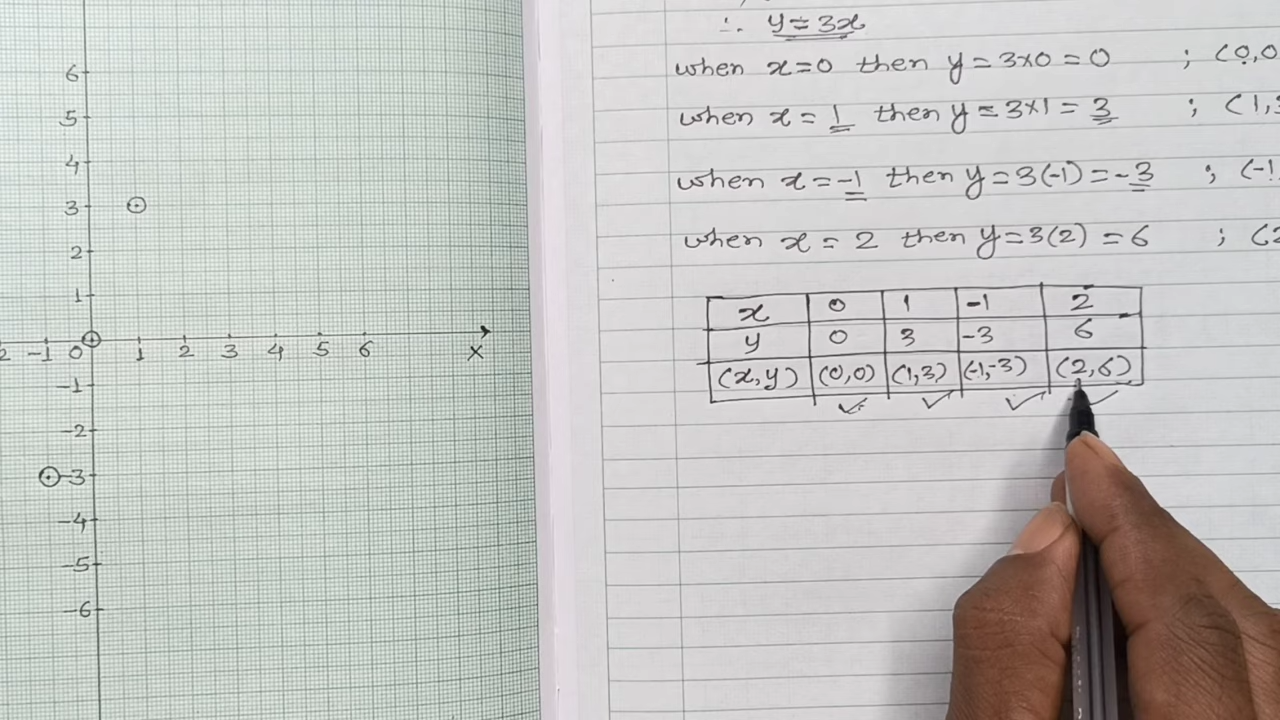 ∴ y = 3x
when x = 0 then y = 3×0 = 0 ; (0,0
when x = 1 then y = 3×1 = 3 ; (1,
when x = -1 then y = 3(-1) = -3 ; (-1
when x = 2 then y = 3(2) = 6 ; (2
x 0 1 -1 2
y 0 3 -3 6
(x,y) (0,0) (1,3) (-1,-3) (2,6)
6
5
4
3
2
1
2 -1 0 1 2 3 4 5 6 X
-1
-2
-3
-4
-5
-6